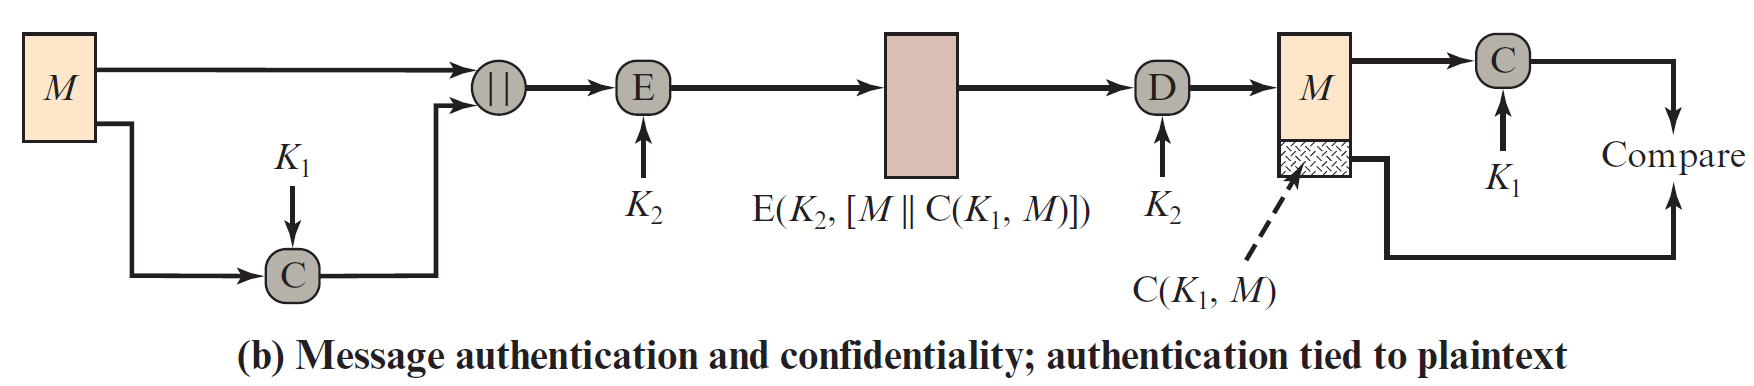 M
K₁
C
||
E
K₂
E(K₂, [M || C(K₁, M)])
D
K₂
M
C(K₁, M)
C
K₁
Compare
(b) Message authentication and confidentiality; authentication tied to plaintext